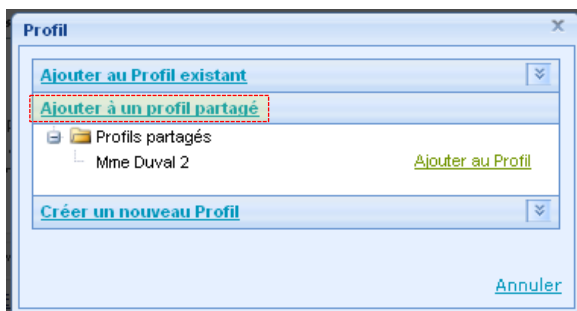 Profil
Ajouter au Profil existant
Ajouter à un profil partagé
Profils partagés
Mme Duval 2 Ajouter au Profil
Créer un nouveau Profil
Annuler